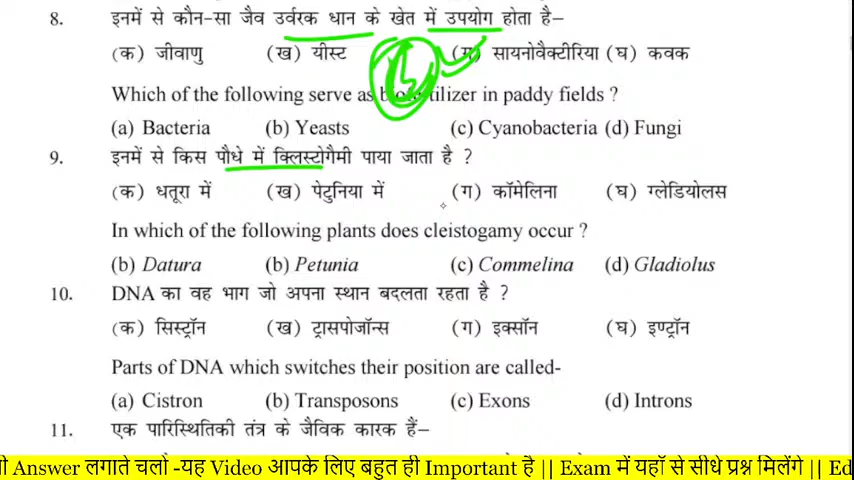 8. इनमें से कौन-सा जैव उर्वरक धान के खेत में उपयोग होता है–
(क) जीवाणु (ख) यीस्ट (ग) सायनोवैक्टीरिया (घ) कवक
Which of the following serve as biofertilizer in paddy fields ?
(a) Bacteria (b) Yeasts (c) Cyanobacteria (d) Fungi
9. इनमें से किस पौधे में क्लिस्टोगैमी पाया जाता है ?
(क) धतूरा में (ख) पेटुनिया में (ग) कॉमेलिना (घ) ग्लेडियोलस
In which of the following plants does cleistogamy occur ?
(b) Datura (b) Petunia (c) Commelina (d) Gladiolus
10. DNA का वह भाग जो अपना स्थान बदलता रहता है ?
(क) सिस्ट्रॉन (ख) ट्रासपोजॉन्स (ग) इक्सॉन (घ) इण्ट्रॉन
Parts of DNA which switches their position are called-
(a) Cistron (b) Transposons (c) Exons (d) Introns
11. एक पारिस्थितिकी तंत्र के जैविक कारक हैं–
Answer लगाते चलो -यह Video आपके लिए बहुत ही Important है || Exam में यहाँ से सीधे प्रश्न मिलेंगे || Ed